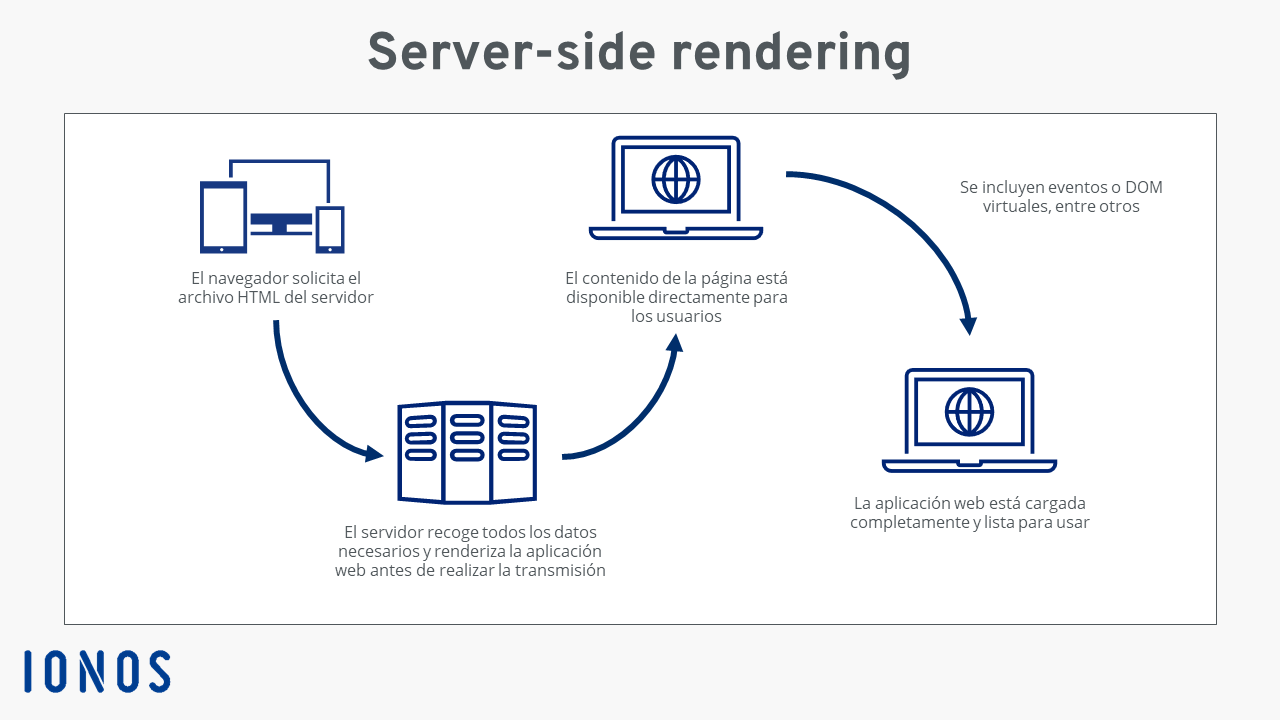 Server-side rendering
El navegador solicita el
archivo HTML del servidor
El servidor recoge todos los datos
necesarios y renderiza la aplicación
web antes de realizar la transmisión
El contenido de la página está
disponible directamente para
los usuarios
Se incluyen eventos o DOM
virtuales, entre otros
La aplicación web está cargada
completamente y lista para usar
IONOS